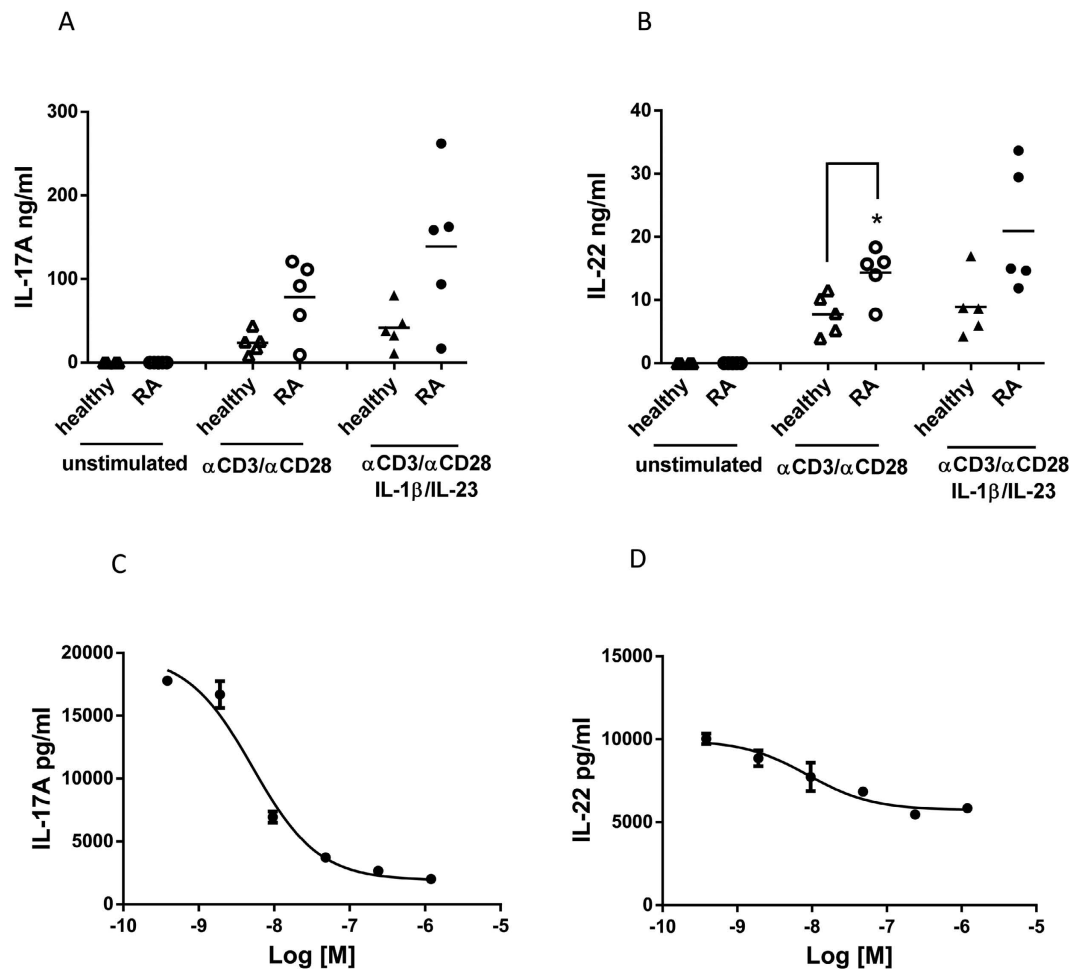 A
IL-17A ng/ml
300
200
100
0
healthy
RA
healthy
RA
healthy
RA
unstimulated
αCD3/αCD28
αCD3/αCD28
IL-1β/IL-23
B
IL-22 ng/ml
40
30
20
10
0
*
healthy
RA
healthy
RA
healthy
RA
unstimulated
αCD3/αCD28
αCD3/αCD28
IL-1β/IL-23
C
IL-17A pg/ml
20000
15000
10000
5000
0
-10
-9
-8
-7
-6
-5
Log [M]
D
IL-22 pg/ml
15000
10000
5000
0
-10
-9
-8
-7
-6
-5
Log [M]